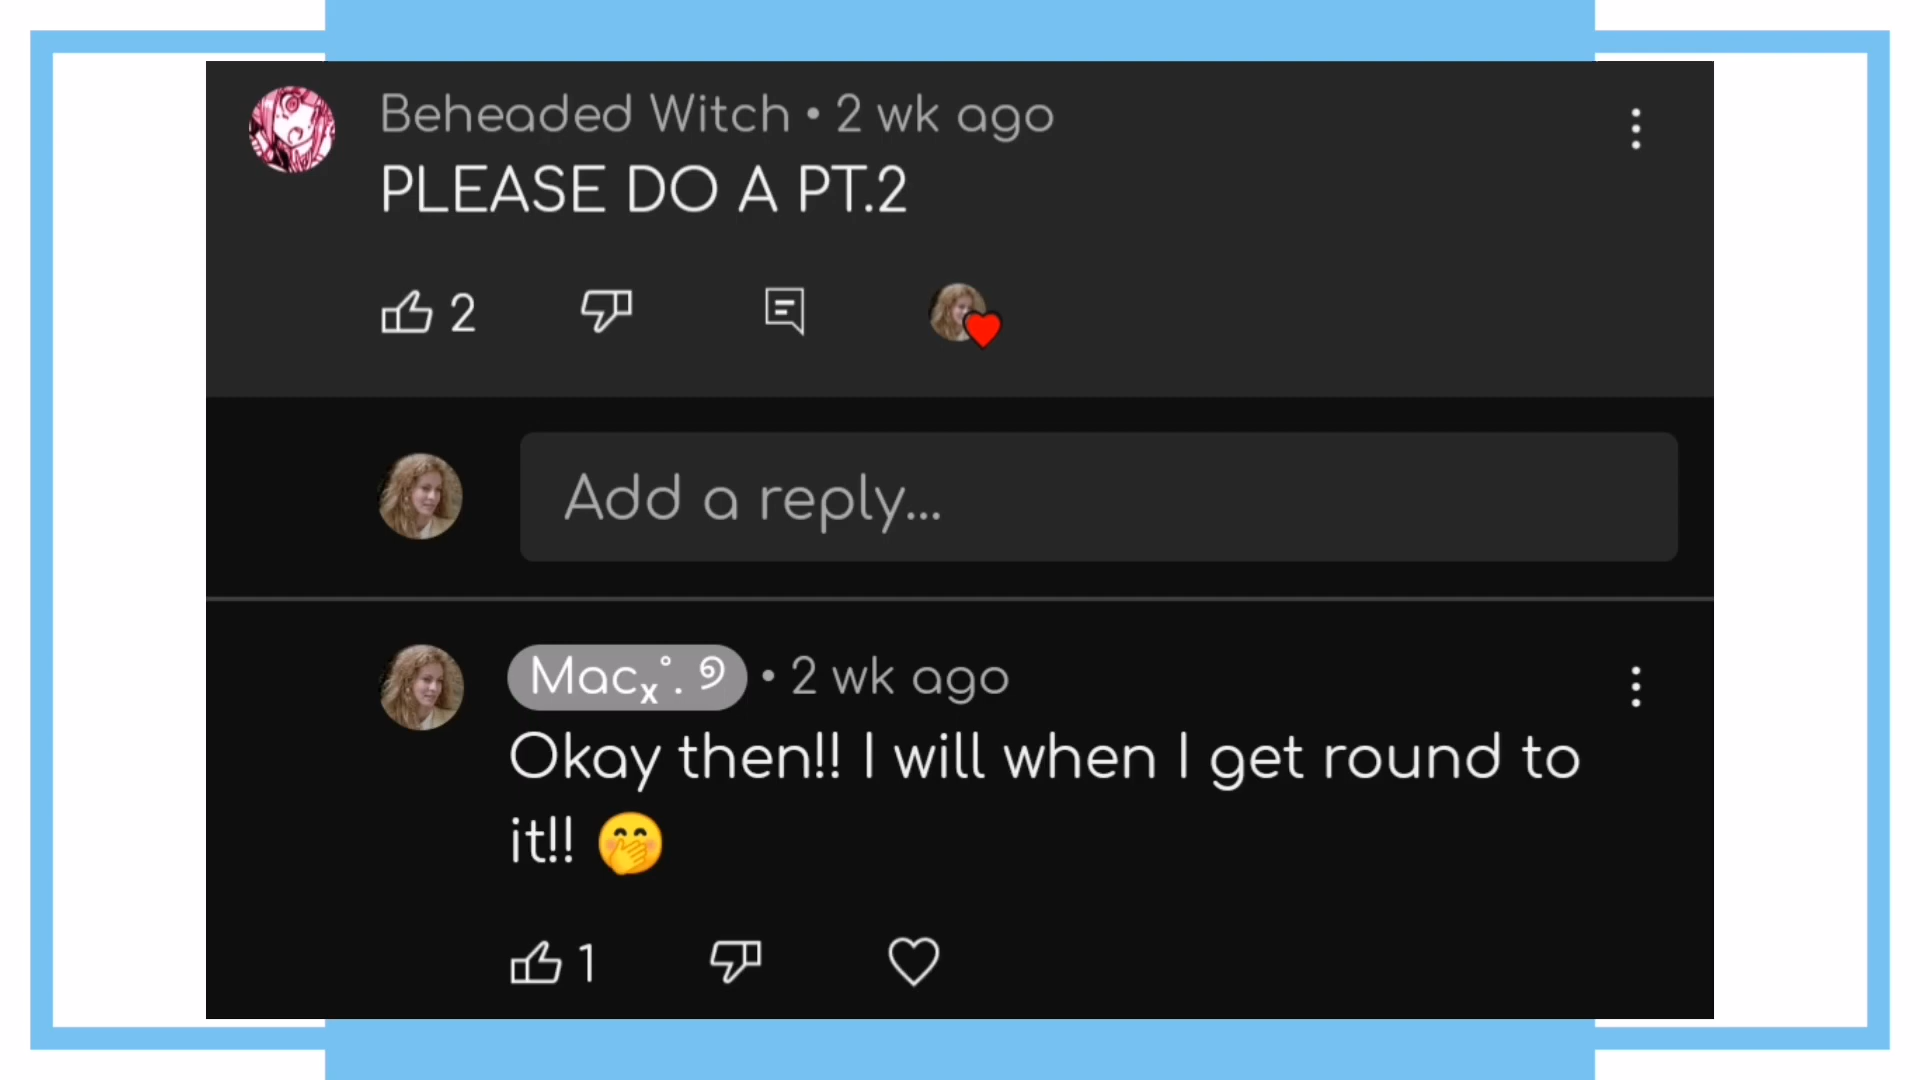 Beheaded Witch • 2 wk ago
PLEASE DO A PT.2
2
Add a reply...
Macₓ˚. ୭ • 2 wk ago
Okay then!! I will when I get round to
it!! 🤭
1